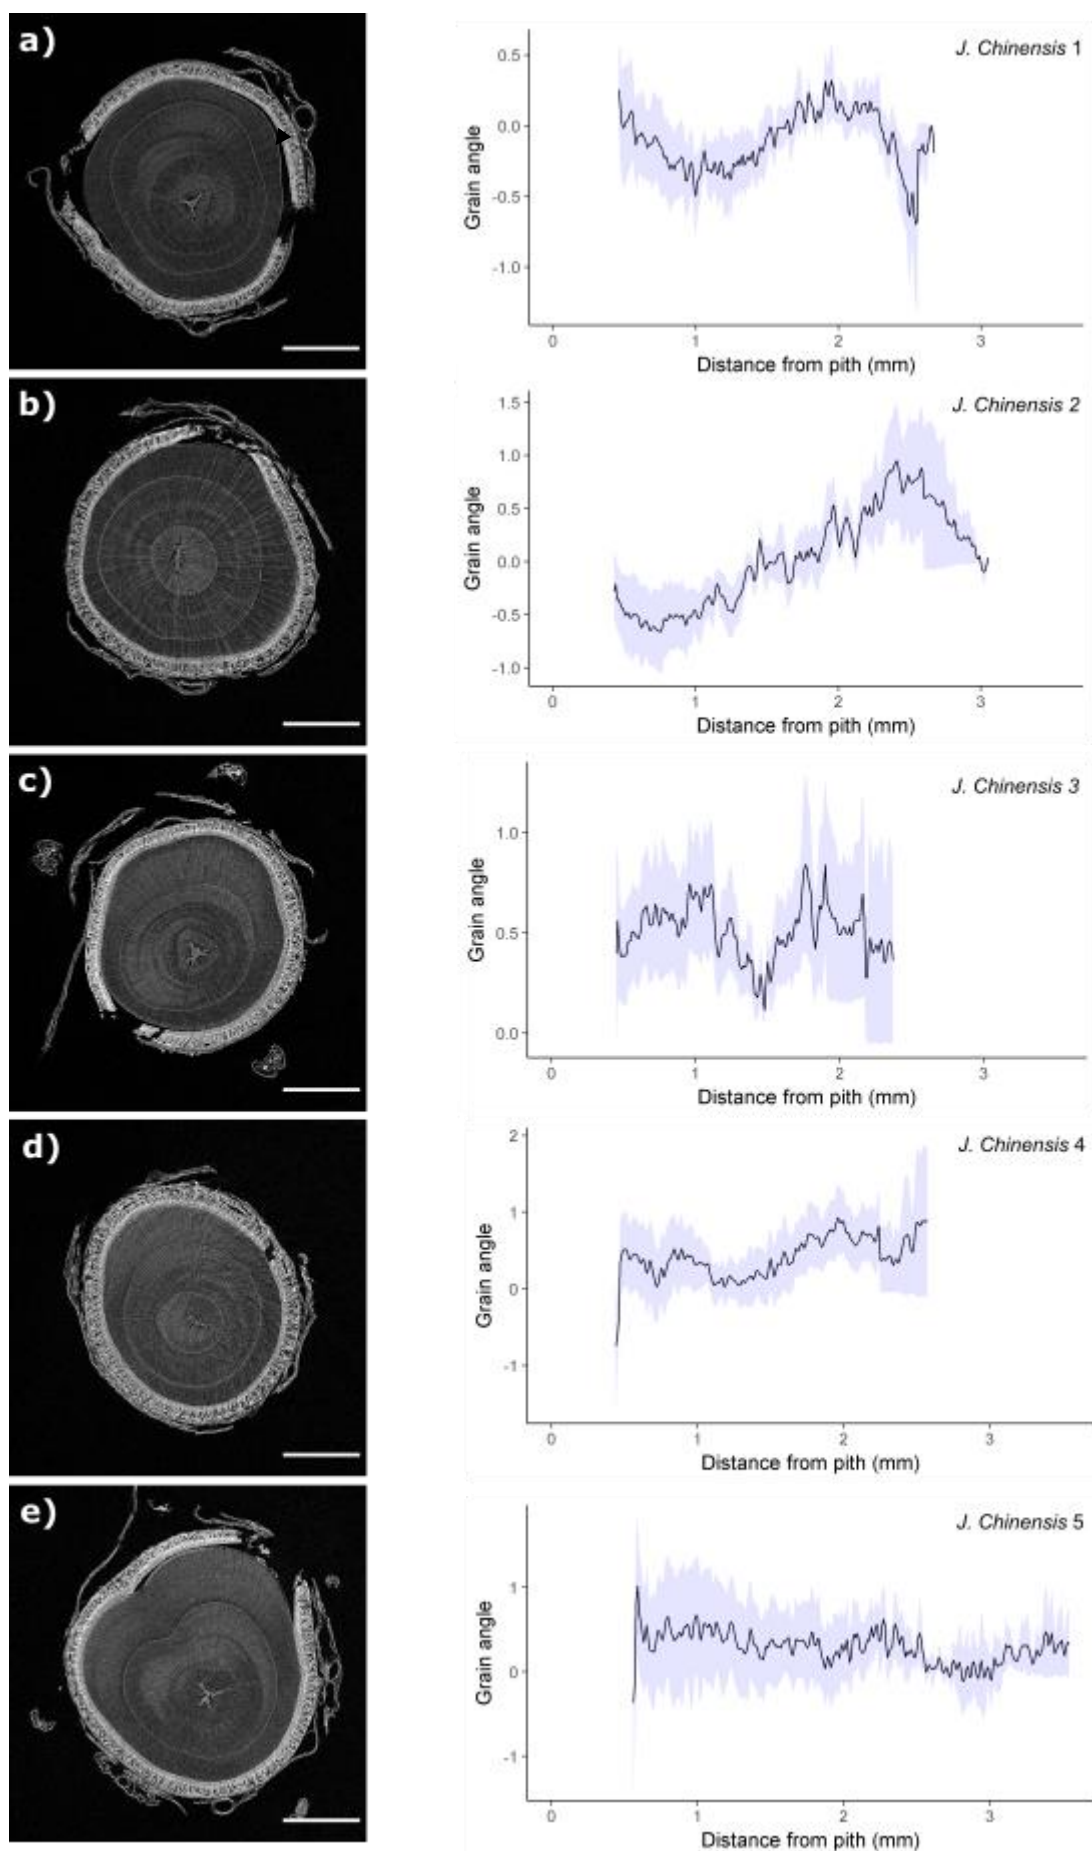 a)
J. Chinensis 1
Grain angle
0.5
0.0
-0.5
-1.0
0 1 2 3
Distance from pith (mm)
b)
J. Chinensis 2
Grain angle
1.5
1.0
0.5
0.0
-0.5
-1.0
0 1 2 3
Distance from pith (mm)
c)
J. Chinensis 3
Grain angle
1.0
0.5
0.0
0 1 2 3
Distance from pith (mm)
d)
J. Chinensis 4
Grain angle
2
1
0
-1
0 1 2 3
Distance from pith (mm)
e)
J. Chinensis 5
Grain angle
1
0
-1
0 1 2 3
Distance from pith (mm)